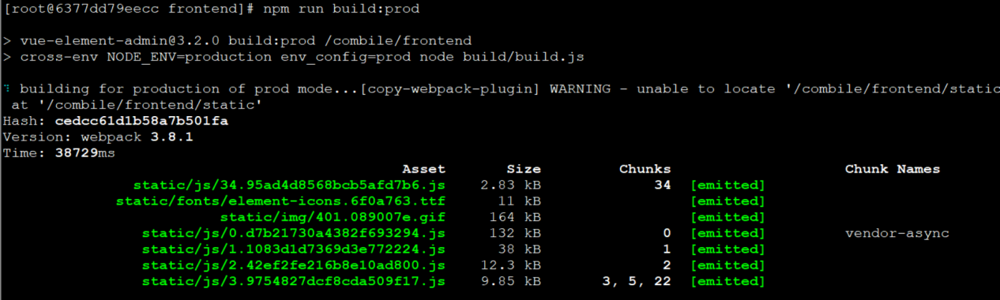 [root@6377dd79eecc frontend]# npm run build:prod
> vue-element-admin@3.2.0 build:prod /combile/frontend
> cross-env NODE_ENV=production env_config=prod node build/build.js
building for production of prod mode...[copy-webpack-plugin] WARNING - unable to locate '/combile/frontend/static
at '/combile/frontend/static'
Hash: cedcc61d1b58a7b501fa
Version: webpack 3.8.1
Time: 38729ms
Asset Size Chunks Chunk Names
static/js/34.95ad4d8568bcb5afd7b6.js 2.83 kB 34 [emitted]
static/fonts/element-icons.6f0a763.ttf 11 kB [emitted]
static/img/401.089007e.gif 164 kB [emitted]
static/js/0.d7b21730a4382f693294.js 132 kB 0 [emitted] vendor-async
static/js/1.1083d1d7369d3e772224.js 38 kB 1 [emitted]
static/js/2.42ef2fe216b8e10ad800.js 12.3 kB 2 [emitted]
static/js/3.9754827dcf8cda509f17.js 9.85 kB 3, 5, 22 [emitted]